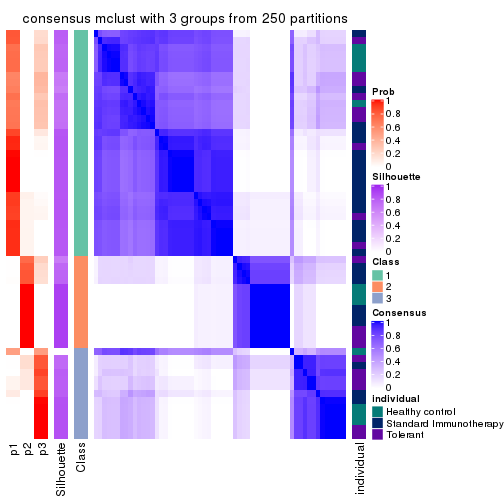 consensus mclust with 3 groups from 250 partitions
Prob
1
0.8
0.6
0.4
0.2
0
Silhouette
1
0.8
0.6
0.4
0.2
0
Class
1
2
3
Consensus
1
0.8
0.6
0.4
0.2
0
individual
Healthy control
Standard Immunotherapy
Tolerant
p1
p2
p3
Silhouette
Class
individual